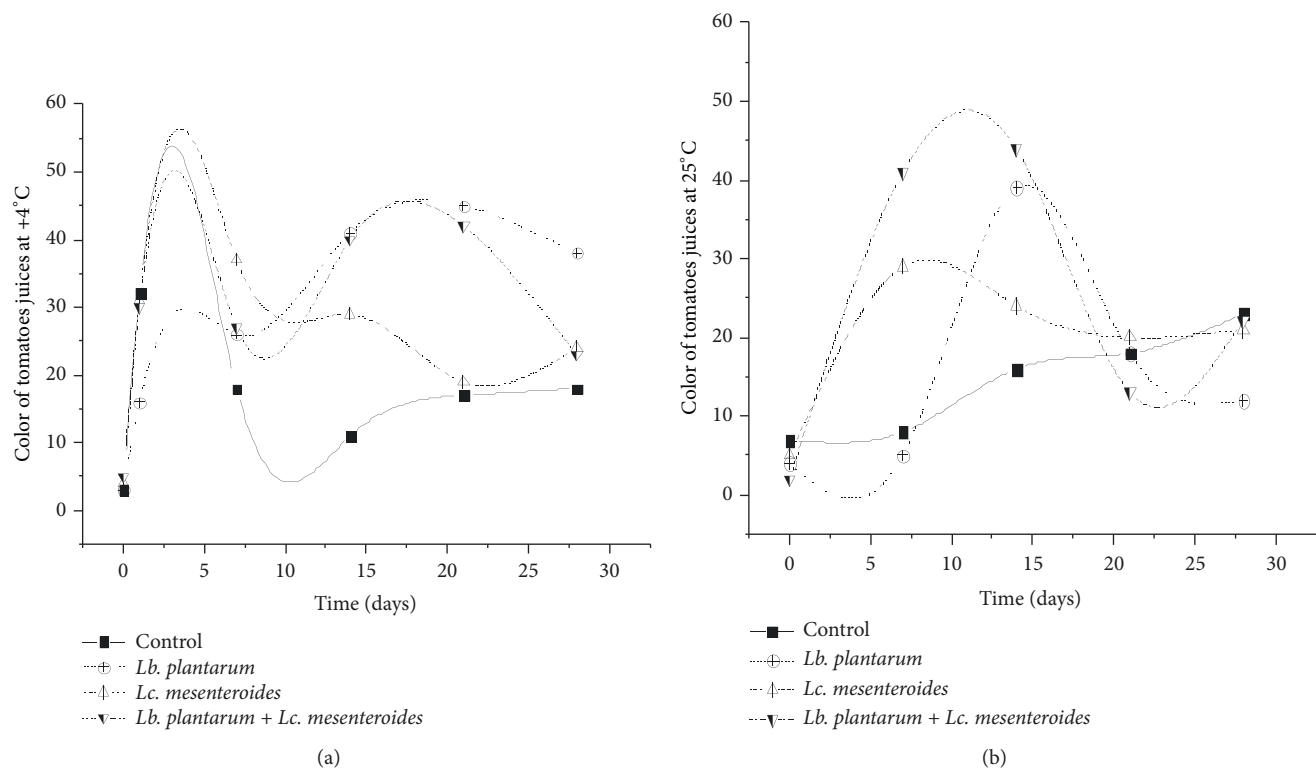 Color of tomatoes juices at +4°C
60
50
40
30
20
10
0
0 5 10 15 20 25 30
Time (days)
Control
Lb. plantarum
Lc. mesenteroides
Lb. plantarum + Lc. mesenteroides
(a)
Color of tomatoes juices at 25°C
60
50
40
30
20
10
0
0 5 10 15 20 25 30
Time (days)
Control
Lb. plantarum
Lc. mesenteroides
Lb. plantarum + Lc. mesenteroides
(b)